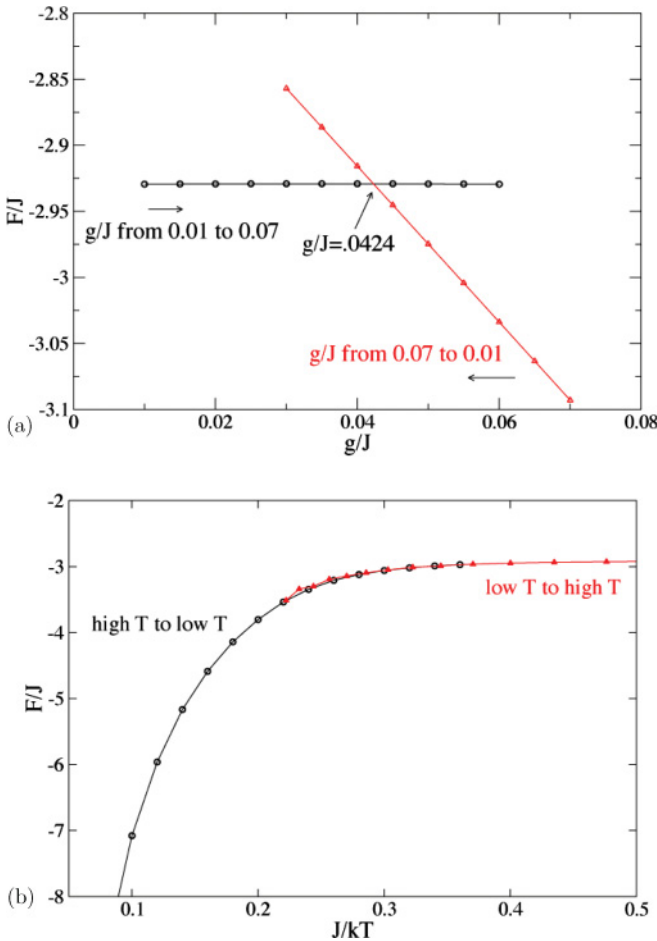 -2.8
-2.85
-2.9
-2.95
-3
-3.05
-3.1
F/J
g/J from 0.01 to 0.07
g/J=.0424
g/J from 0.07 to 0.01
(a)
0 0.02 0.04 0.06 0.08
g/J
-2
-3
-4
-5
-6
-7
-8
F/J
high T to low T
low T to high T
(b)
0.1 0.2 0.3 0.4 0.5
J/kT